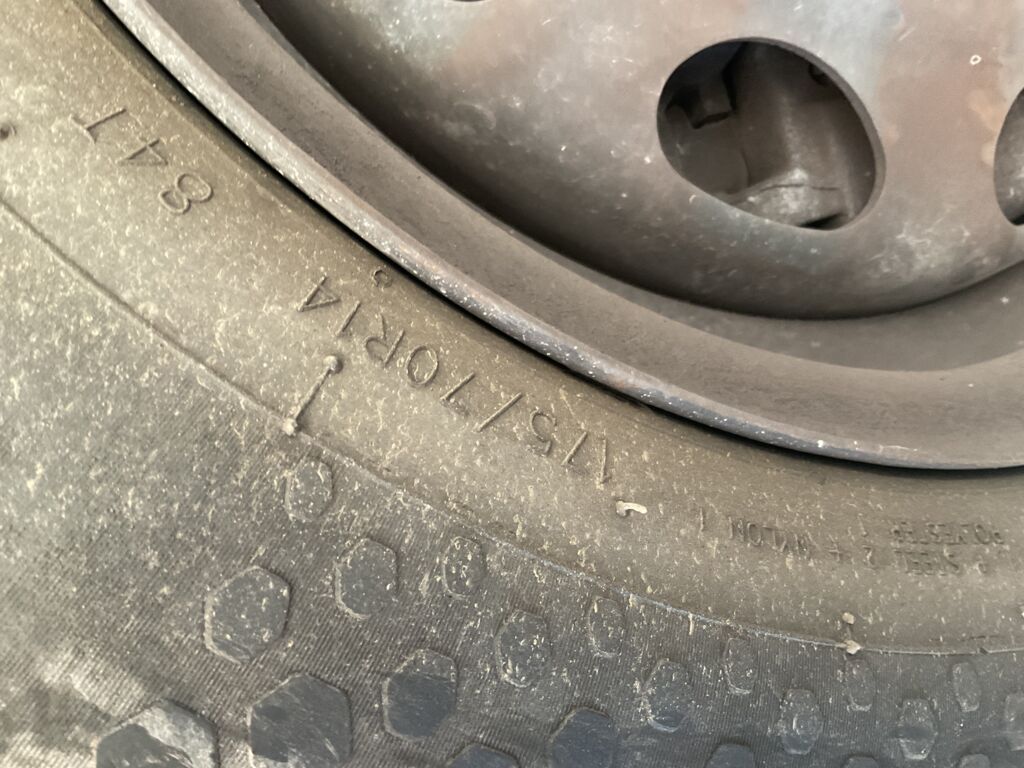 175/70R14
84T
NYLON 1
STEEL 2 +
POLYESTER